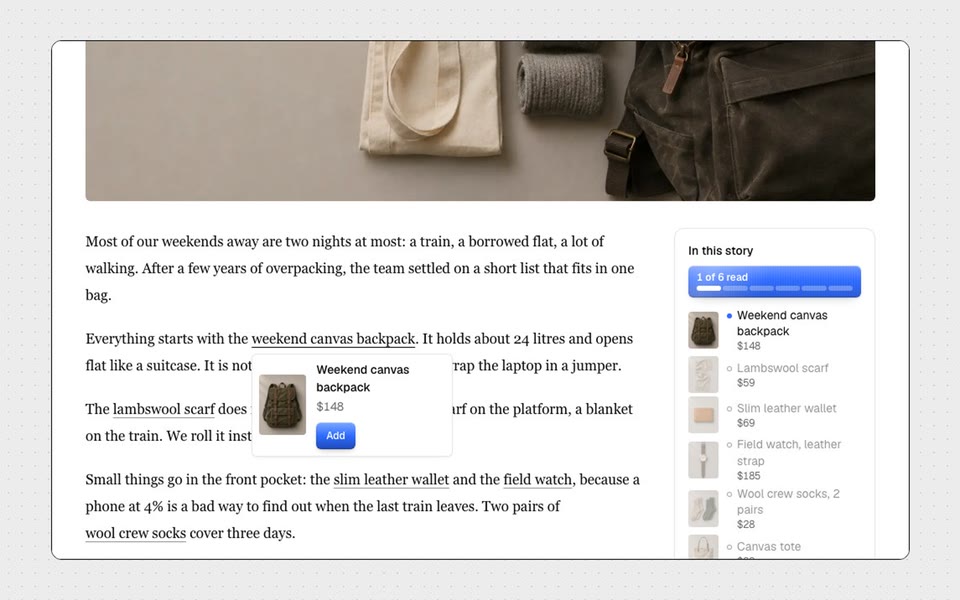 Most of our weekends away are two nights at most: a train, a borrowed flat, a lot of
walking. After a few years of overpacking, the team settled on a short list that fits in one
bag.
Everything starts with the weekend canvas backpack. It holds about 24 litres and opens
flat like a suitcase. It is not
rap the laptop in a jumper.
The lambswool scarf does
on the platform, a blanket
on the train. We roll it inst
Weekend canvas
backpack
$148
Add
Small things go in the front pocket: the slim leather wallet and the field watch, because a
phone at 4% is a bad way to find out when the last train leaves. Two pairs of
wool crew socks cover three days.
In this story
1 of 6 read
Weekend canvas
backpack
$148
Lambswool scarf
$59
Slim leather wallet
$69
Field watch, leather
strap
$185
Wool crew socks, 2
pairs
$28
Canvas tote